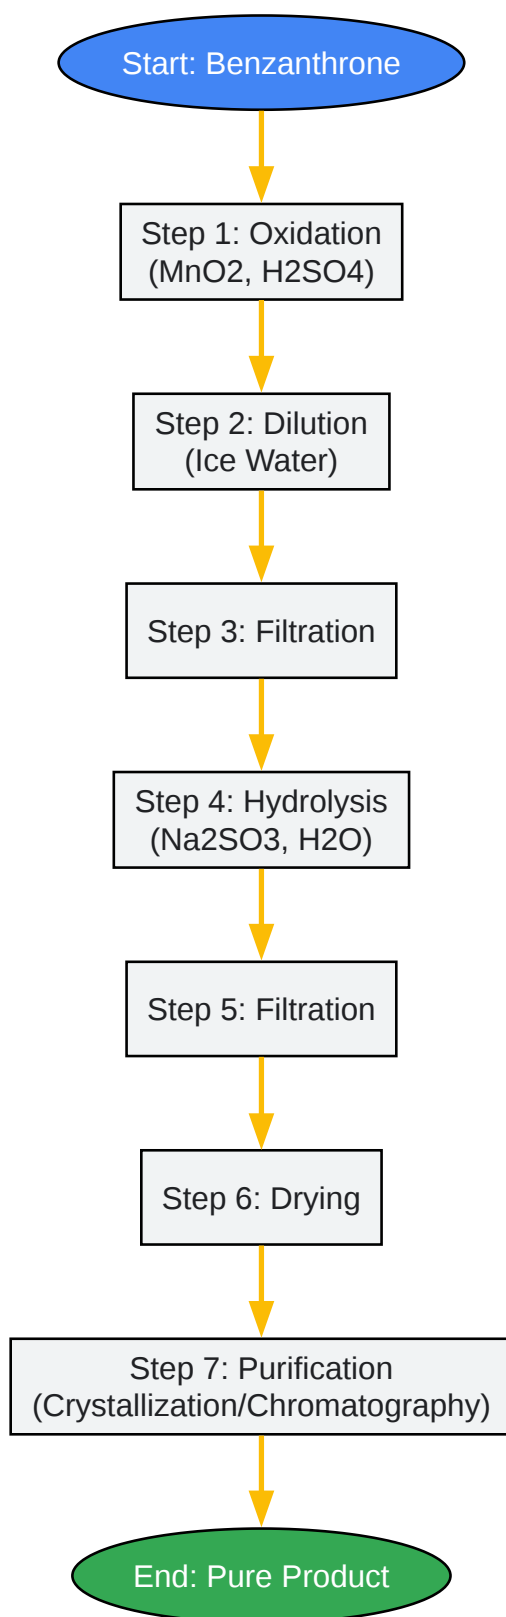 Start: Benzanthrone
Step 1: Oxidation
(MnO2, H2SO4)
Step 2: Dilution
(Ice Water)
Step 3: Filtration
Step 4: Hydrolysis
(Na2SO3, H2O)
Step 5: Filtration
Step 6: Drying
Step 7: Purification
(Crystallization/Chromatography)
End: Pure Product